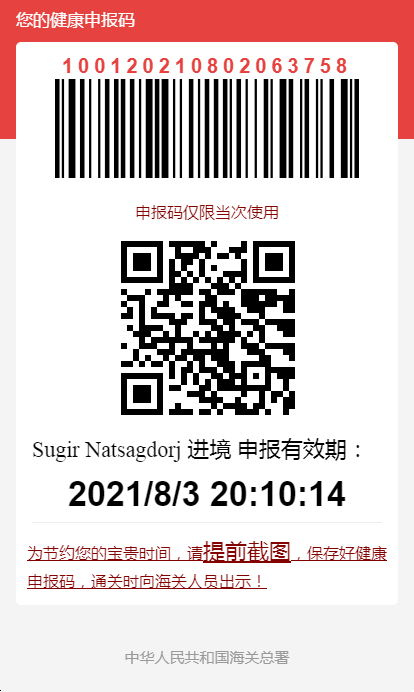 您的健康申报码
100120210802063758
申报码仅限当次使用
Sugir Natsagdorj 进境 申报有效期：
2021/8/3 20:10:14
为节约您的宝贵时间，请提前截图，保存好健康
申报码，通关时向海关人员出示！
中华人民共和国海关总署